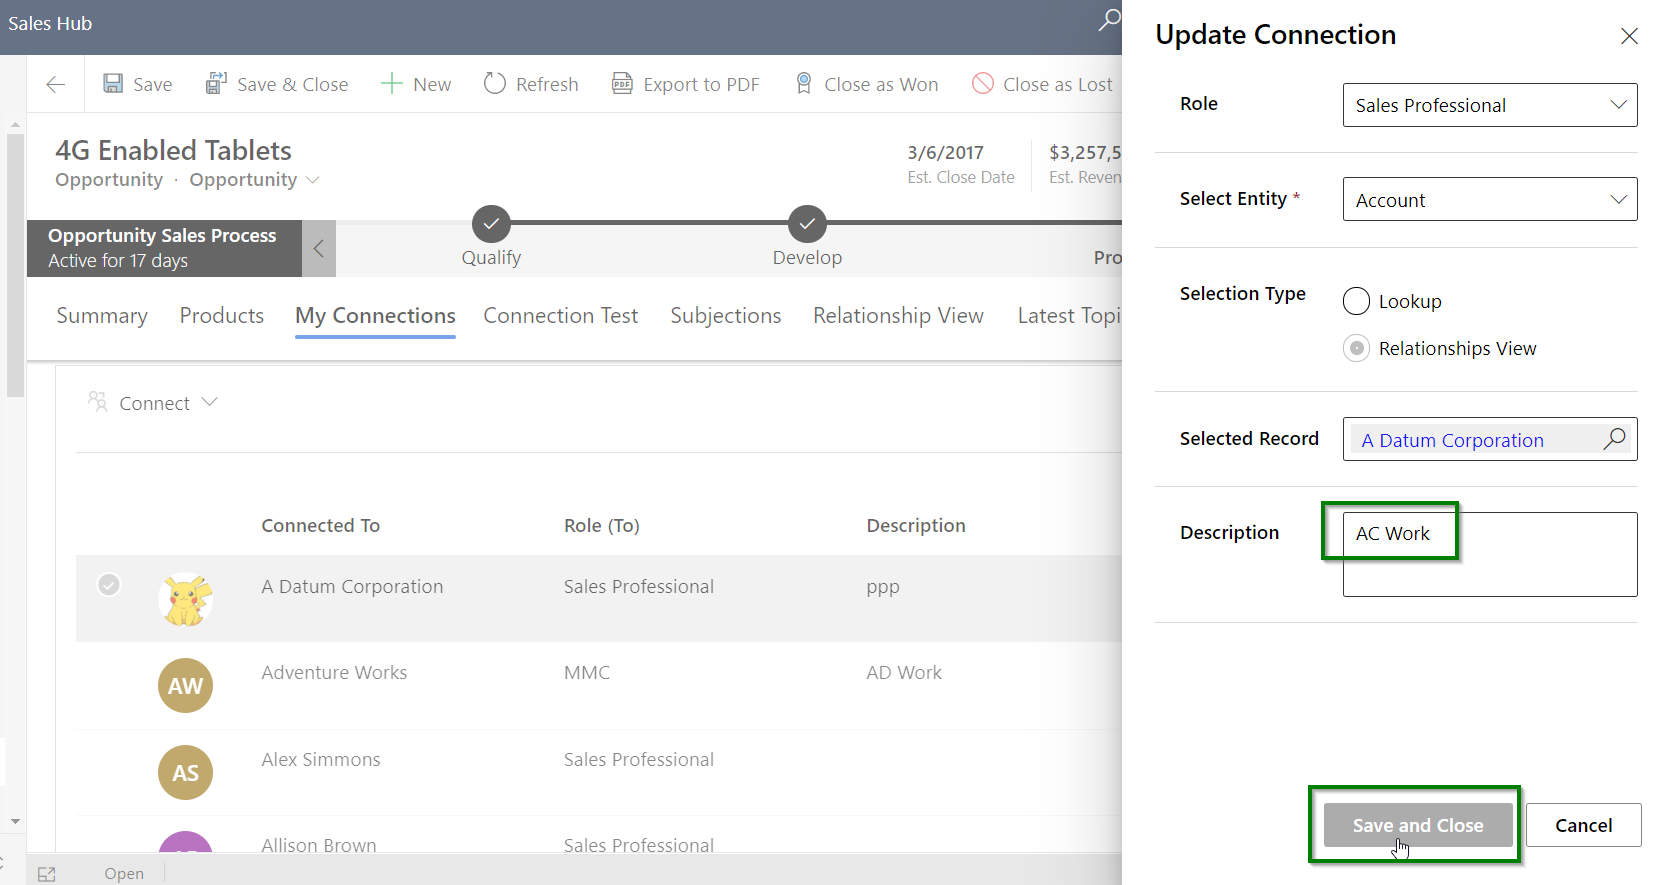 Sales Hub
Save
Save & Close
New
Refresh
PDF
Export to PDF
Close as Won
Close as Lost
4G Enabled Tablets
Opportunity · Opportunity
3/6/2017
Est. Close Date
$3,257,5
Est. Reven
Opportunity Sales Process
Active for 17 days
Qualify
Develop
Pro
Summary
Products
My Connections
Connection Test
Subjections
Relationship View
Latest Topi
Connect
Connected To
Role (To)
Description
A Datum Corporation
Sales Professional
ppp
AW
Adventure Works
MMC
AD Work
AS
Alex Simmons
Sales Professional
Allison Brown
Sales Professional
Open
Update Connection
Role
Sales Professional
Select Entity *
Account
Selection Type
Lookup
Relationships View
Selected Record
A Datum Corporation
Description
AC Work
Save and Close
Cancel